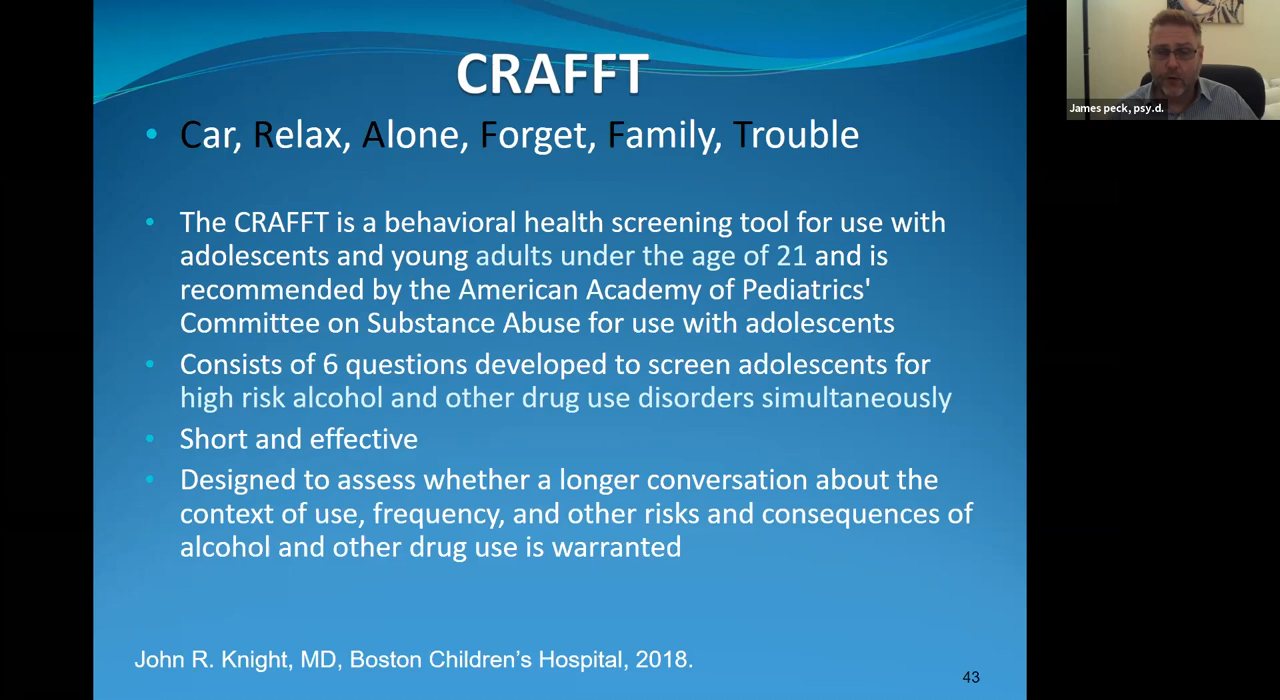 CRAFFT
• Car, Relax, Alone, Forget, Family, Trouble
• The CRAFFT is a behavioral health screening tool for use with
adolescents and young adults under the age of 21 and is
recommended by the American Academy of Pediatrics'
Committee on Substance Abuse for use with adolescents
• Consists of 6 questions developed to screen adolescents for
high risk alcohol and other drug use disorders simultaneously
• Short and effective
• Designed to assess whether a longer conversation about the
context of use, frequency, and other risks and consequences of
alcohol and other drug use is warranted
John R. Knight, MD, Boston Children’s Hospital, 2018.
43
James peck, psy.d.